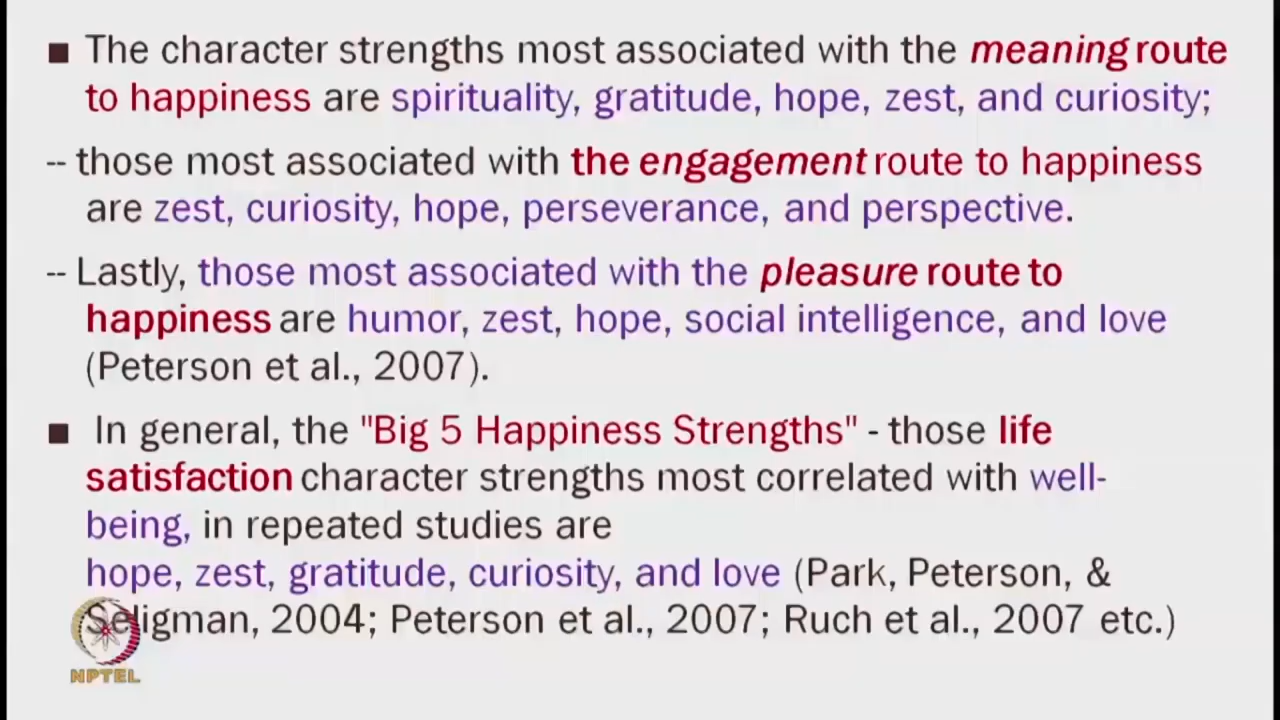 ■ The character strengths most associated with the meaning route
to happiness are spirituality, gratitude, hope, zest, and curiosity;
-- those most associated with the engagement route to happiness
are zest, curiosity, hope, perseverance, and perspective.
-- Lastly, those most associated with the pleasure route to
happiness are humor, zest, hope, social intelligence, and love
(Peterson et al., 2007).
■ In general, the "Big 5 Happiness Strengths" - those life
satisfaction character strengths most correlated with well-
being, in repeated studies are
hope, zest, gratitude, curiosity, and love (Park, Peterson, &
Seligman, 2004; Peterson et al., 2007; Ruch et al., 2007 etc.)
NPTEL